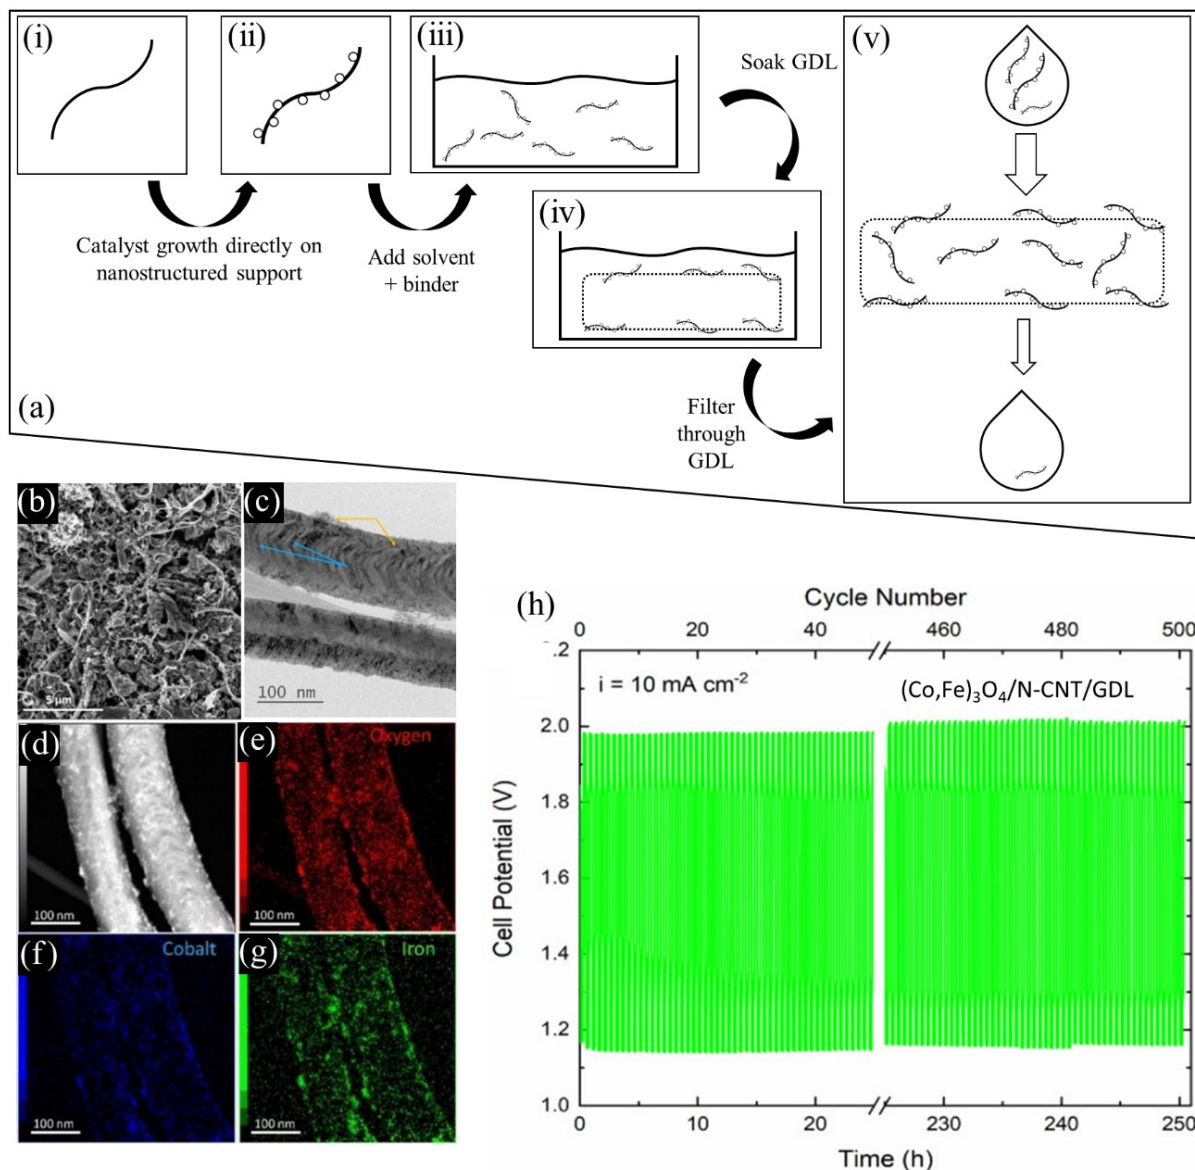 (i)
(ii)
(iii)
Soak GDL
(v)
Catalyst growth directly on
nanostructured support
Add solvent
+ binder
(iv)
Filter
through
GDL
(a)
(b)
5 µm
(c)
100 nm
(d)
100 nm
(e)
Oxygen
100 nm
(f)
Cobalt
100 nm
(g)
Iron
100 nm
(h)
Cycle Number
0 20 40 460 480 500
i = 10 mA cm⁻²
(Co,Fe)₃O₄/N-CNT/GDL
Cell Potential (V)
.2
2.0
1.8
1.6
1.4
1.2
1.0
0 10 20 230 240 250
Time (h)